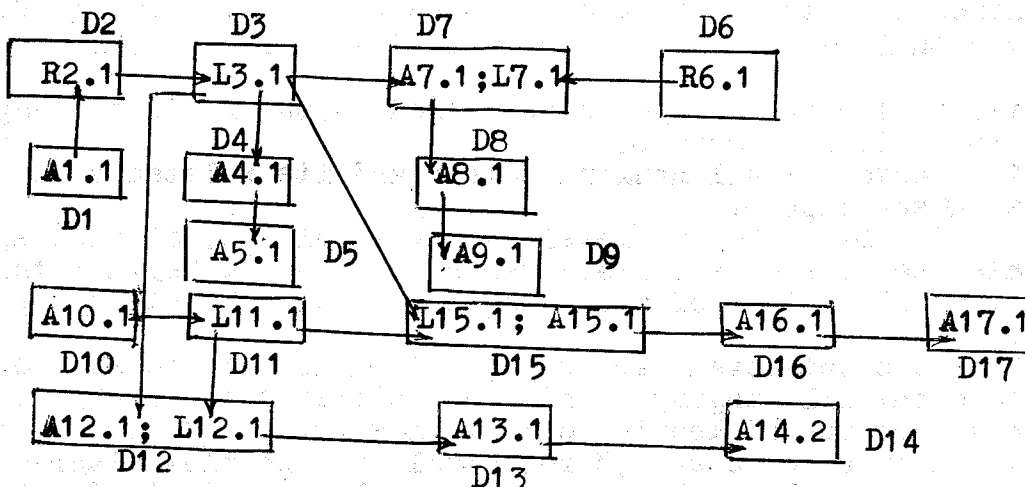 D2 D3 D7 D6
R2.1 L3.1 A7.1;L7.1 R6.1
D4 D8
A1.1 A4.1 A8.1
D1
A5.1 D5 A9.1 D9
A10.1 L11.1 L15.1; A15.1 A16.1 A17.1
D10 D11 D15 D16 D17
A12.1; L12.1 A13.1 A14.2 D14
D12 D13